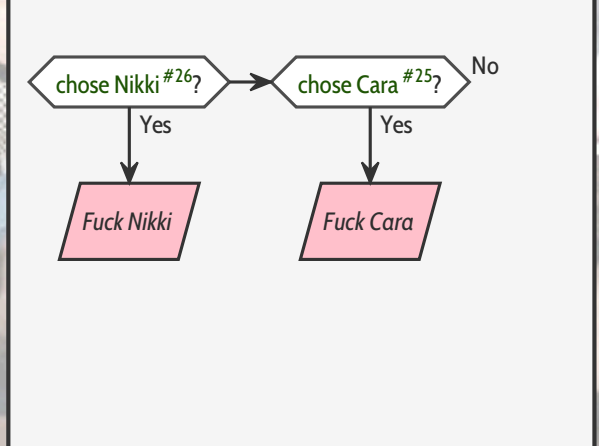 chose Nikki #26?
chose Cara #25?
No
Yes
Yes
Fuck Nikki
Fuck Cara